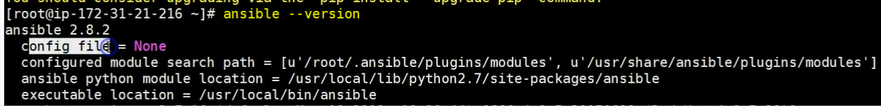 You should consider upgrading via the 'pip install --upgrade pip' command.
[root@ip-172-31-21-216 ~]# ansible --version
ansible 2.8.2
config file = None
configured module search path = [u'/root/.ansible/plugins/modules', u'/usr/share/ansible/plugins/modules']
ansible python module location = /usr/local/lib/python2.7/site-packages/ansible
executable location = /usr/local/bin/ansible